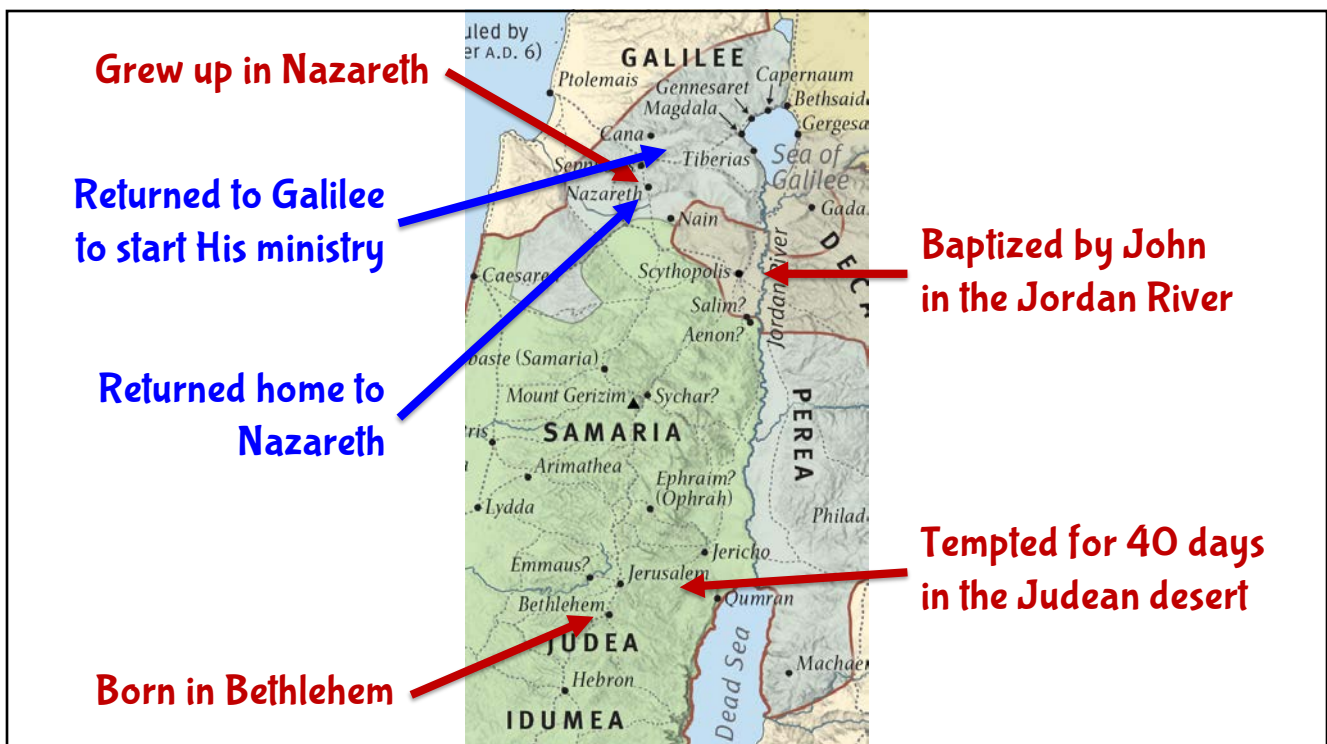 uled by
er A.D. 6)
GALILEE
Grew up in Nazareth
Ptolemais
Capernaum
Gennesaret
Bethsaid
Magdala
Gergesa
Cana
Tiberias
Sea of
Galilee
Returned to Galilee
to start His ministry
Nazareth
Nain
Gada
DECA
Jordan River
Baptized by John
in the Jordan River
Caesarea
Scythopolis
Salim?
Aenon?
baste (Samaria)
Returned home to
Nazareth
Mount Gerizim
Sychar?
PEREA
SAMARIA
ris
Arimathea
Ephraim?
(Ophrah)
Lydda
Philad
Tempted for 40 days
in the Judean desert
Jericho
Emmaus?
Jerusalem
Qumran
Bethlehem
JUDEA
Dead Sea
Machae
Born in Bethlehem
Hebron
IDUMEA